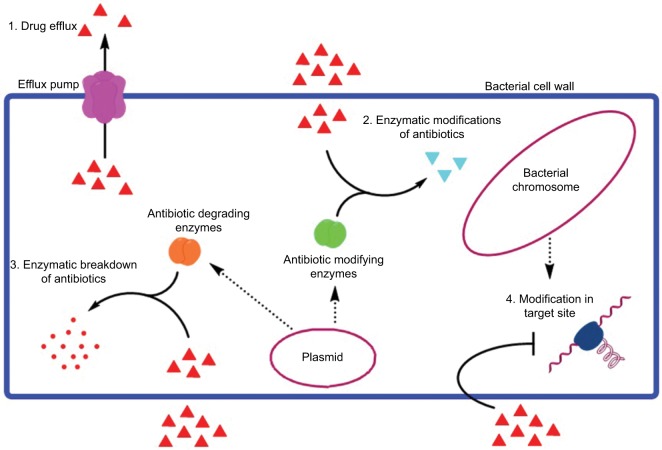 1. Drug efflux
Efflux pump
Bacterial cell wall
2. Enzymatic modifications
of antibiotics
Bacterial
chromosome
Antibiotic degrading
enzymes
Antibiotic modifying
enzymes
3. Enzymatic breakdown
of antibiotics
4. Modification in
target site
Plasmid